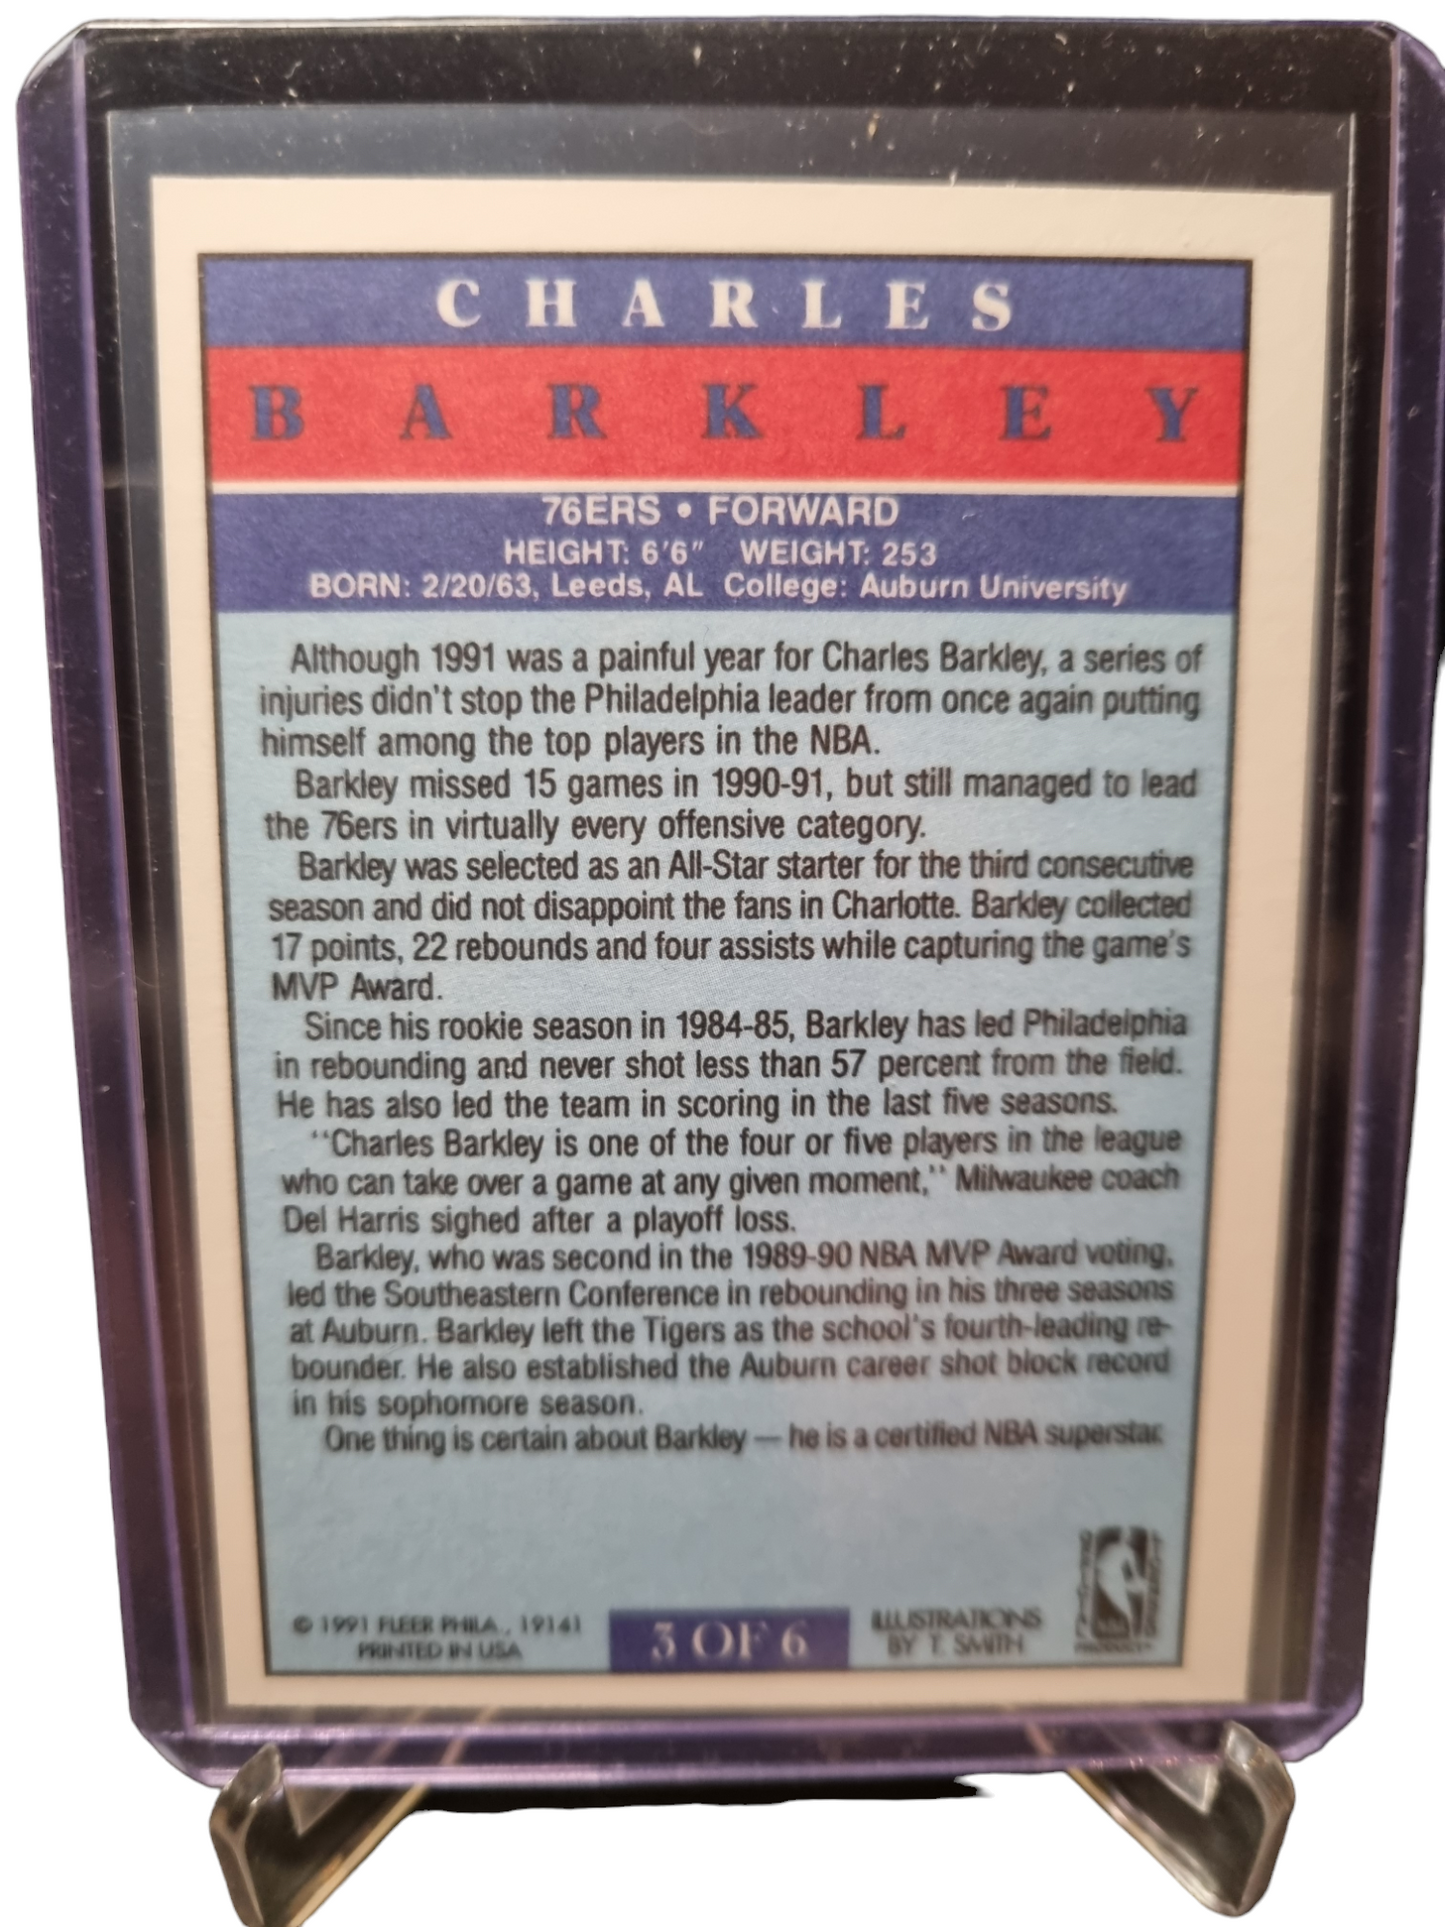 CHARLES
BARKLEY
76ERS • FORWARD
HEIGHT: 6'6" WEIGHT: 253
BORN: 2/20/63, Leeds, AL College: Auburn University
Although 1991 was a painful year for Charles Barkley, a series of
injuries didn't stop the Philadelphia leader from once again putting
himself among the top players in the NBA.
Barkley missed 15 games in 1990-91, but still managed to lead
the 76ers in virtually every offensive category.
Barkley was selected as an All-Star starter for the third consecutive
season and did not disappoint the fans in Charlotte. Barkley collected
17 points, 22 rebounds and four assists while capturing the game's
MVP Award.
Since his rookie season in 1984-85, Barkley has led Philadelphia
in rebounding and never shot less than 57 percent from the field.
He has also led the team in scoring in the last five seasons.
"Charles Barkley is one of the four or five players in the league
who can take over a game at any given moment," Milwaukee coach
Del Harris sighed after a playoff loss.
Barkley, who was second in the 1989-90 NBA MVP Award voting,
led the Southeastern Conference in rebounding in his three seasons
at Auburn. Barkley left the Tigers as the school's fourth-leading re-
bounder. He also established the Auburn career shot block record
in his sophomore season.
One thing is certain about Barkley — he is a certified NBA superstar.
© 1991 FLEER PHILA., 19141
PRINTED IN USA
3 OF 6
ILLUSTRATIONS
BY T. SMITH